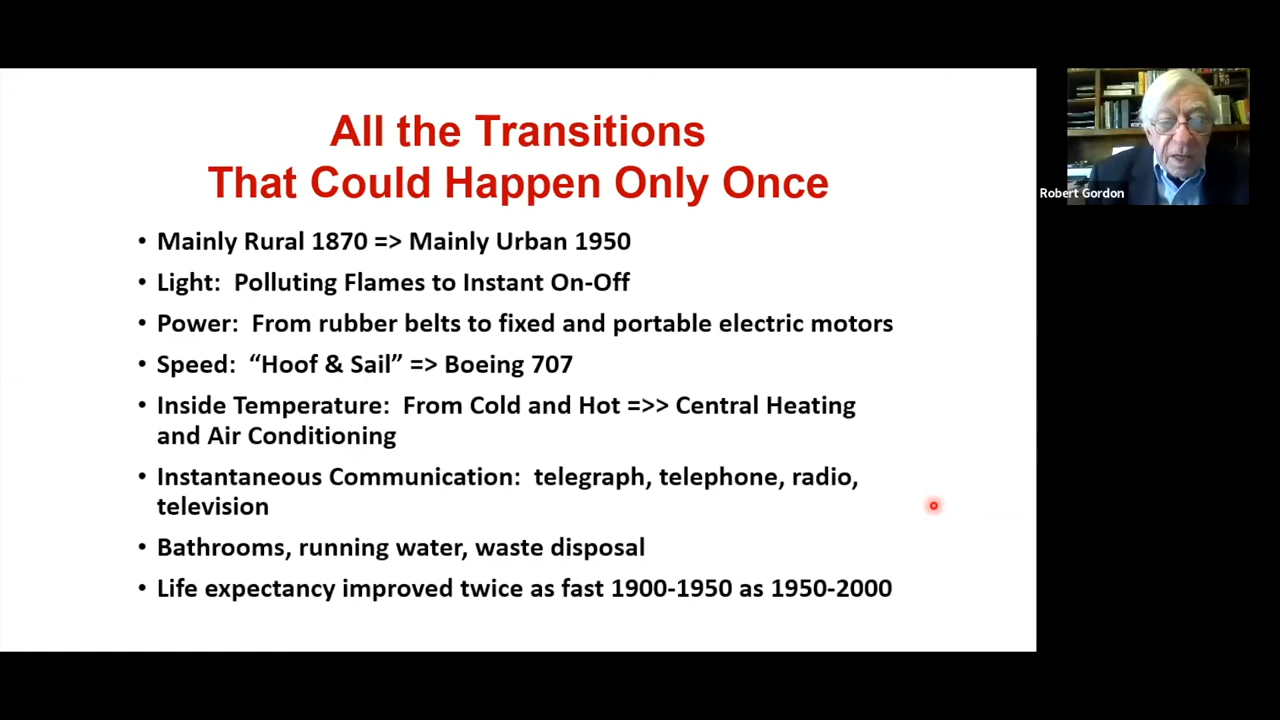 All the Transitions
That Could Happen Only Once
• Mainly Rural 1870 => Mainly Urban 1950
• Light:  Polluting Flames to Instant On-Off
• Power:  From rubber belts to fixed and portable electric motors
• Speed:  “Hoof & Sail” => Boeing 707
• Inside Temperature:  From Cold and Hot =>> Central Heating
and Air Conditioning
• Instantaneous Communication:  telegraph, telephone, radio,
television
• Bathrooms, running water, waste disposal
• Life expectancy improved twice as fast 1900-1950 as 1950-2000
Robert Gordon